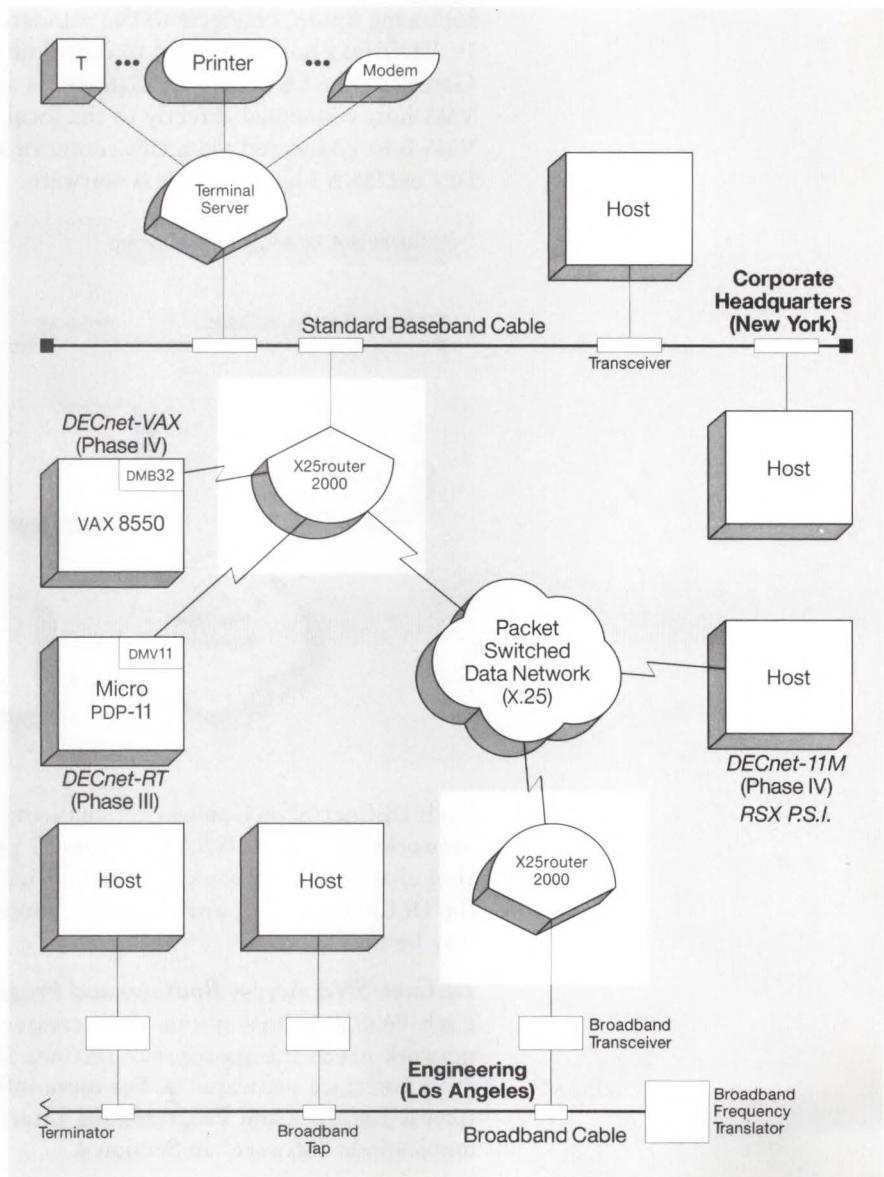 T
Printer
Modem
Terminal
Server
Host
Corporate
Headquarters
(New York)
Standard Baseband Cable
Transceiver
DECnet-VAX
(Phase IV)
DMB32
VAX 8550
X25router
2000
Host
DMV11
Micro
PDP-11
DECnet-RT
(Phase III)
Packet
Switched
Data Network
(X.25)
Host
DECnet-11M
(Phase IV)
RSX P.S.I.
Host
Host
X25router
2000
Broadband
Transceiver
Engineering
(Los Angeles)
Terminator
Broadband
Tap
Broadband Cable
Broadband
Frequency
Translator